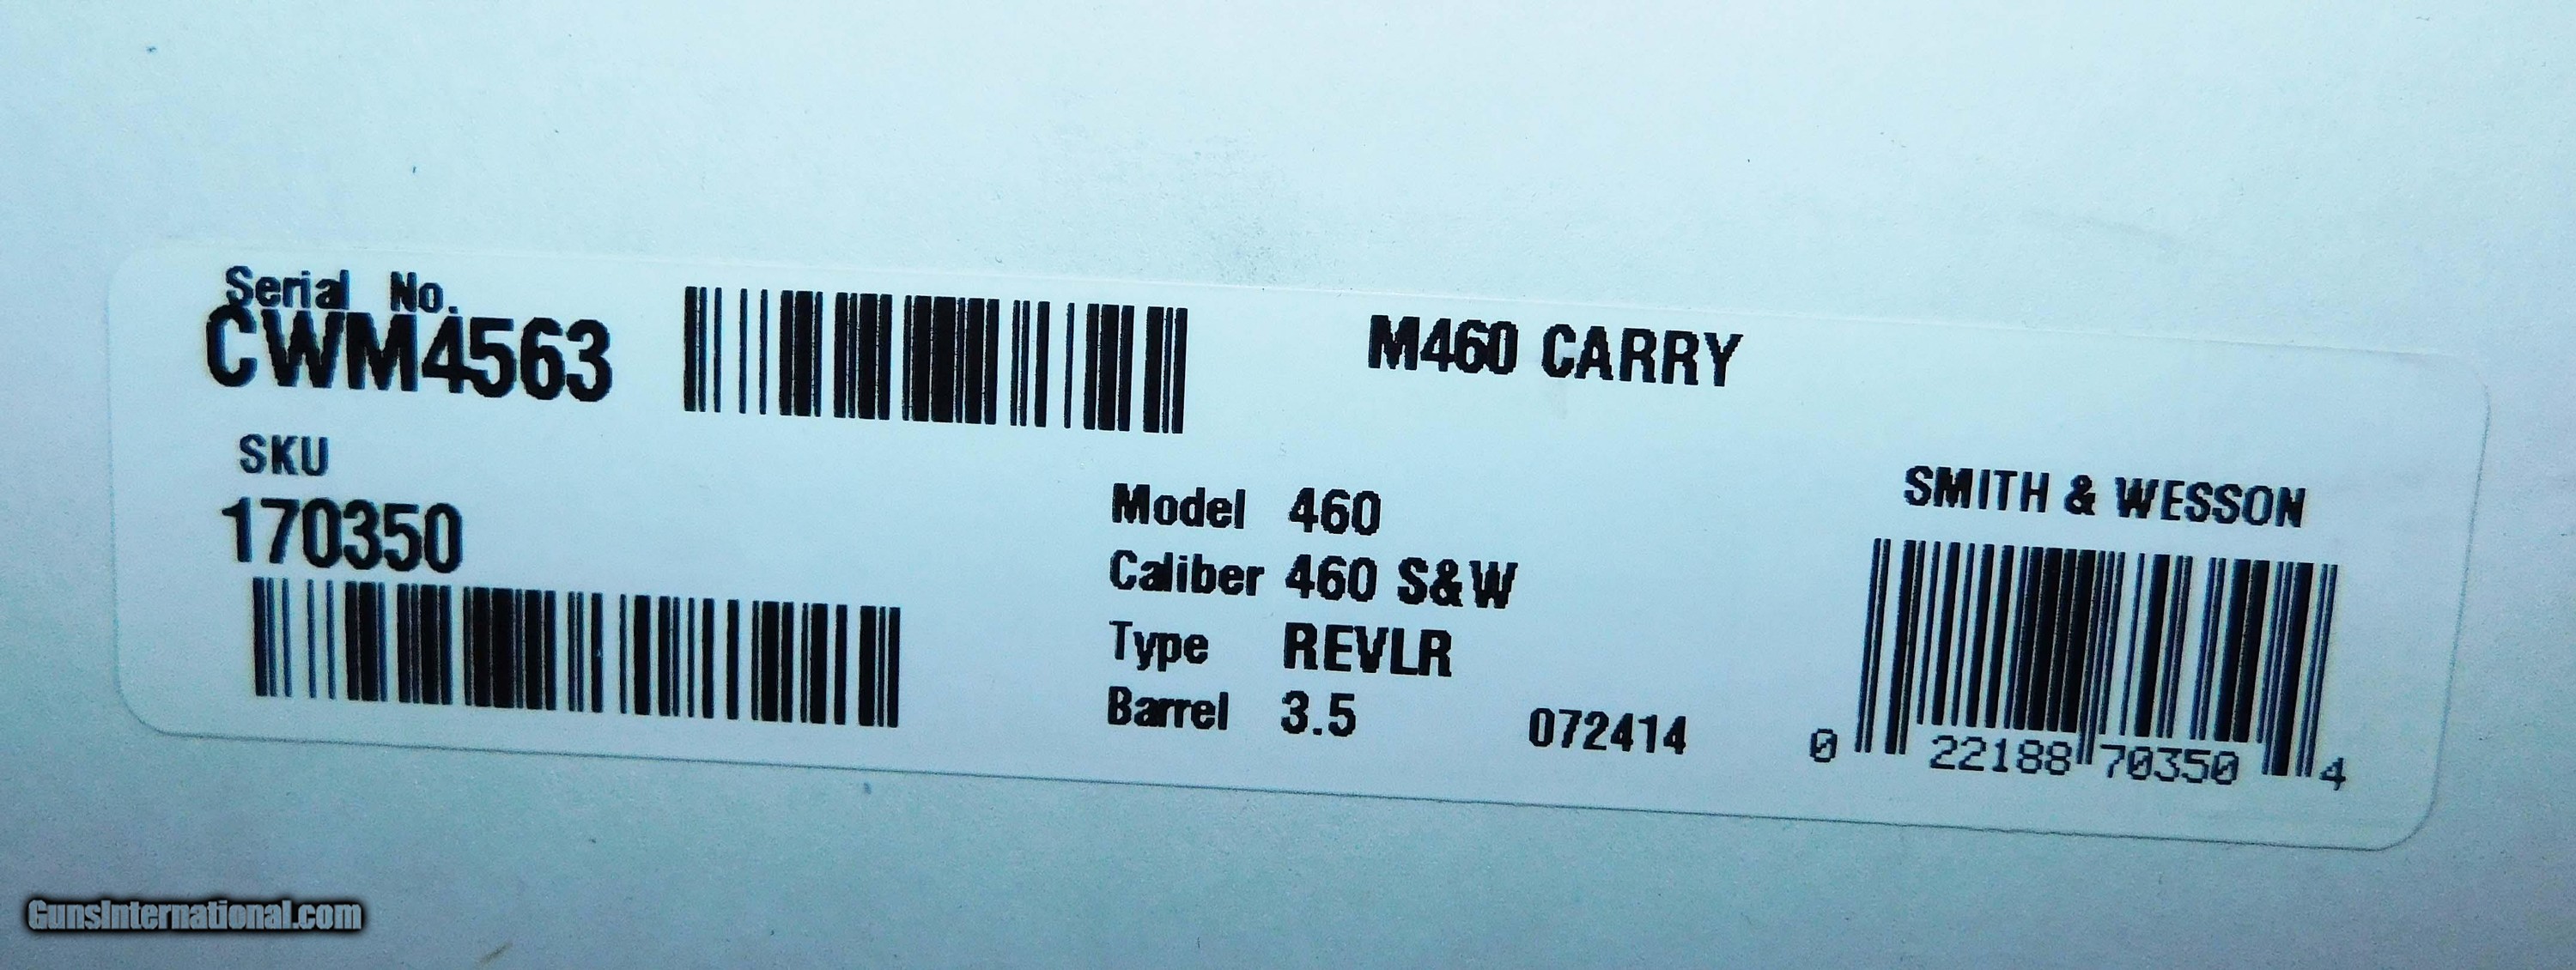 Serial No.
CWM4563
M460 CARRY
SKU
170350
Model 460
Caliber 460 S&W
Type REVLR
Barrel 3.5
072414
SMITH & WESSON
0 22188 70350 4
GunsInternational.com